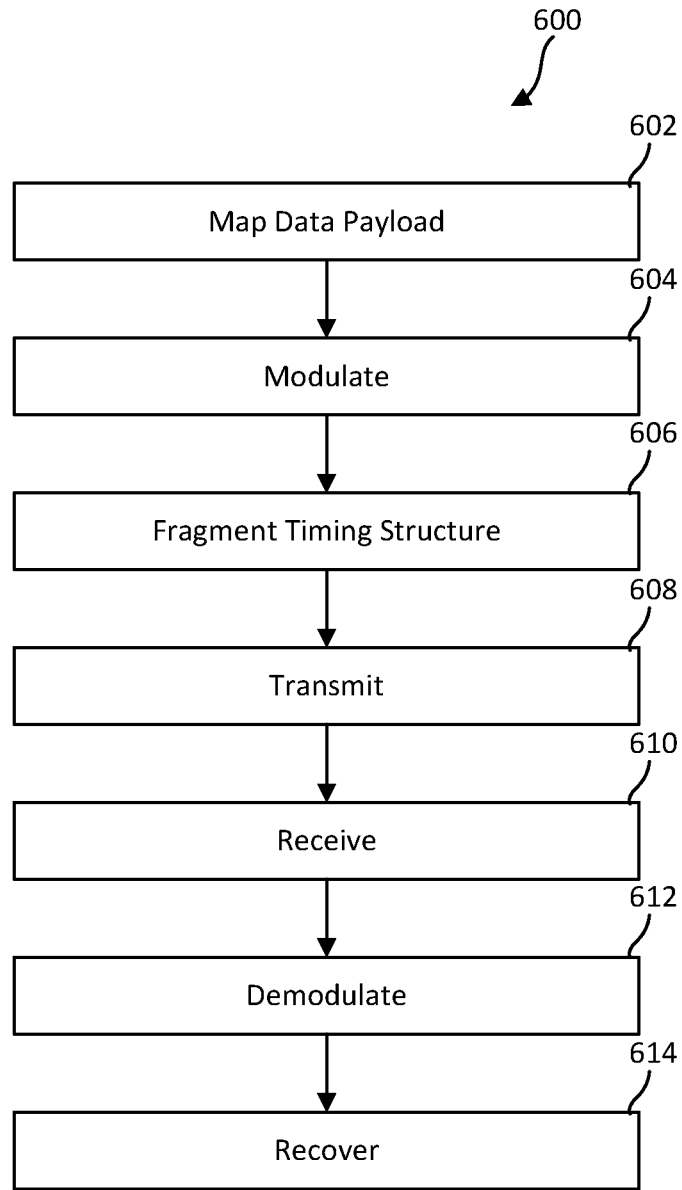 600
602
Map Data Payload
604
Modulate
606
Fragment Timing Structure
608
Transmit
610
Receive
612
Demodulate
614
Recover